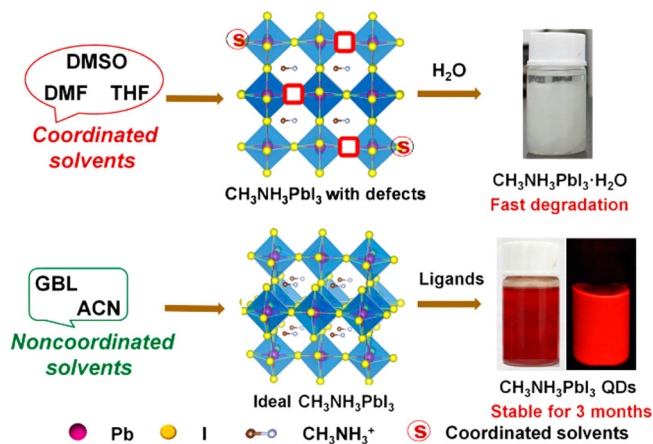 DMSO
DMF THF
Coordinated
solvents
S
S
CH₃NH₃PbI₃ with defects
H₂O
CH₃NH₃PbI₃·H₂O
Fast degradation
GBL
ACN
Noncoordinated
solvents
Ideal CH₃NH₃PbI₃
Ligands
CH₃NH₃PbI₃ QDs
Stable for 3 months
Pb I CH₃NH₃⁺ S Coordinated solvents